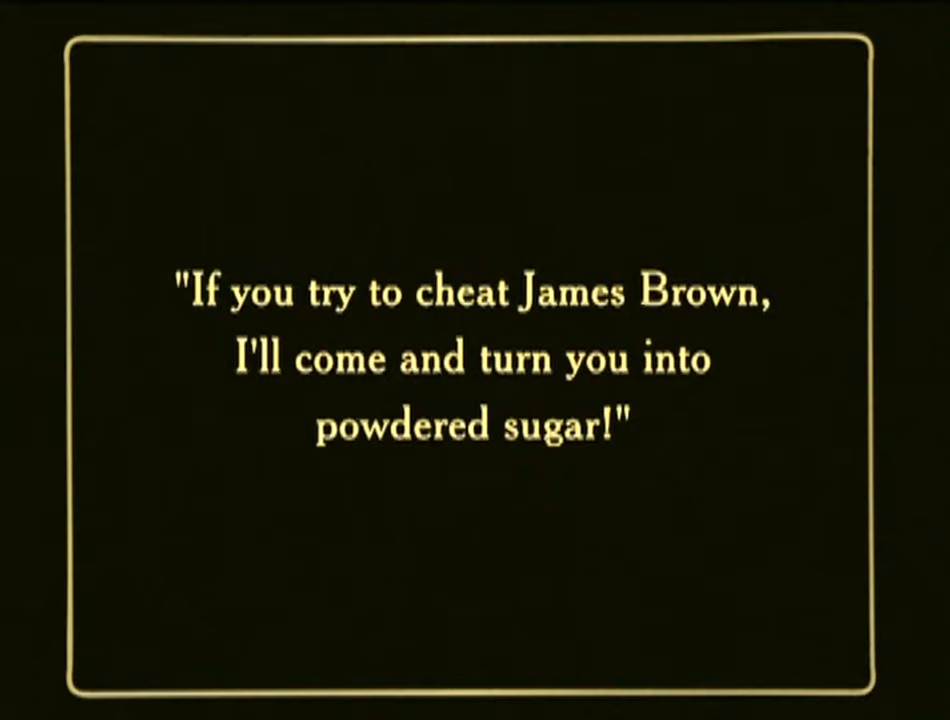 "If you try to cheat James Brown,
I'll come and turn you into
powdered sugar!"